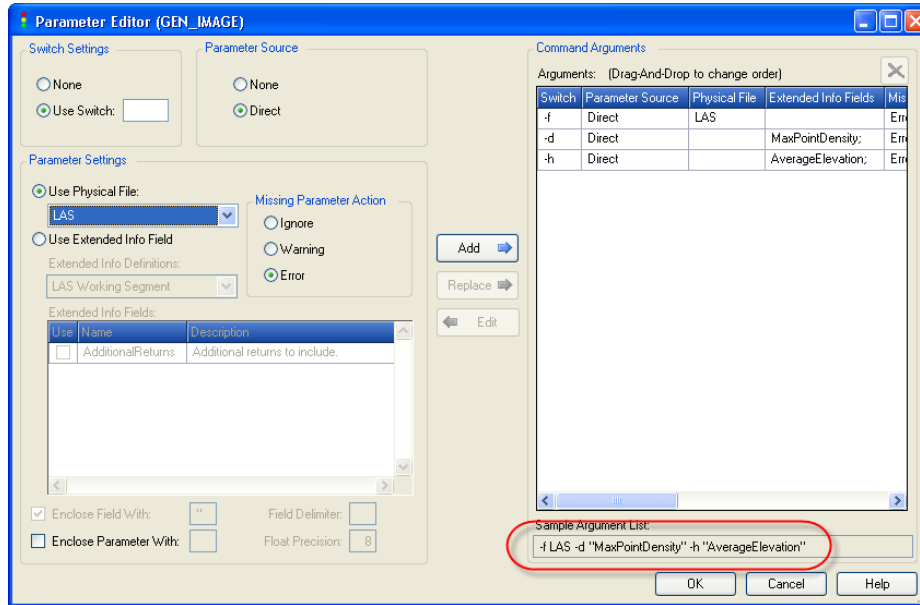 Parameter Editor (GEN_IMAGE)
Switch Settings
None
Use Switch:
Parameter Source
None
Direct
Parameter Settings
Use Physical File:
LAS
Use Extended Info Field
Extended Info Definitions:
LAS Working Segment
Missing Parameter Action
Ignore
Warning
Error
Extended Info Fields:
Use Name Description
AdditionalReturns Additional returns to include.
Enclose Field With: " Field Delimiter:
Enclose Parameter With: Float Precision: 8
Add
Replace
Edit
Command Arguments
Arguments: (Drag-And-Drop to change order)
Switch Parameter Source Physical File Extended Info Fields Mis
-f Direct LAS Erro
-d Direct MaxPointDensity; Erro
-h Direct AverageElevation; Erro
Sample Argument List:
-f LAS -d "MaxPointDensity" -h "AverageElevation"
OK Cancel Help